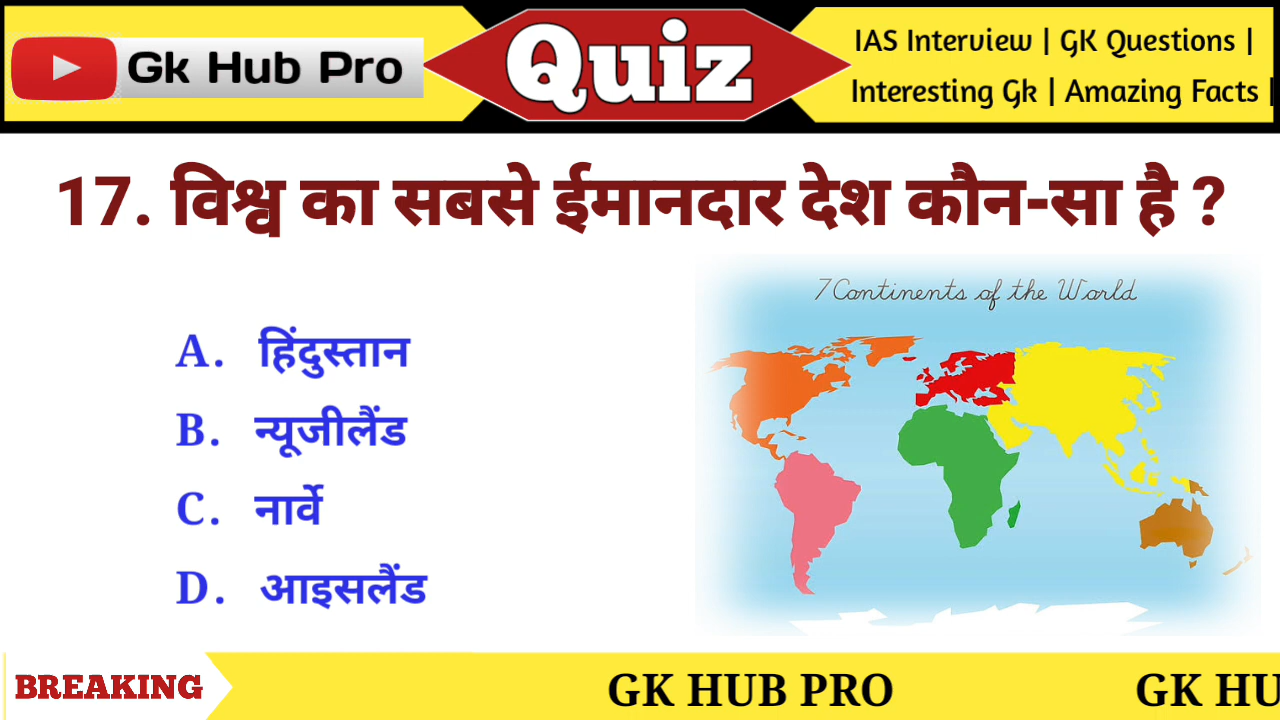 Gk Hub Pro
Quiz
IAS Interview | GK Questions |
Interesting Gk | Amazing Facts |
17. विश्व का सबसे ईमानदार देश कौन-सा है ?
7 Continents of the World
A. हिंदुस्तान
B. न्यूजीलैंड
C. नार्वे
D. आइसलैंड
BREAKING
GK HUB PRO
GK HU